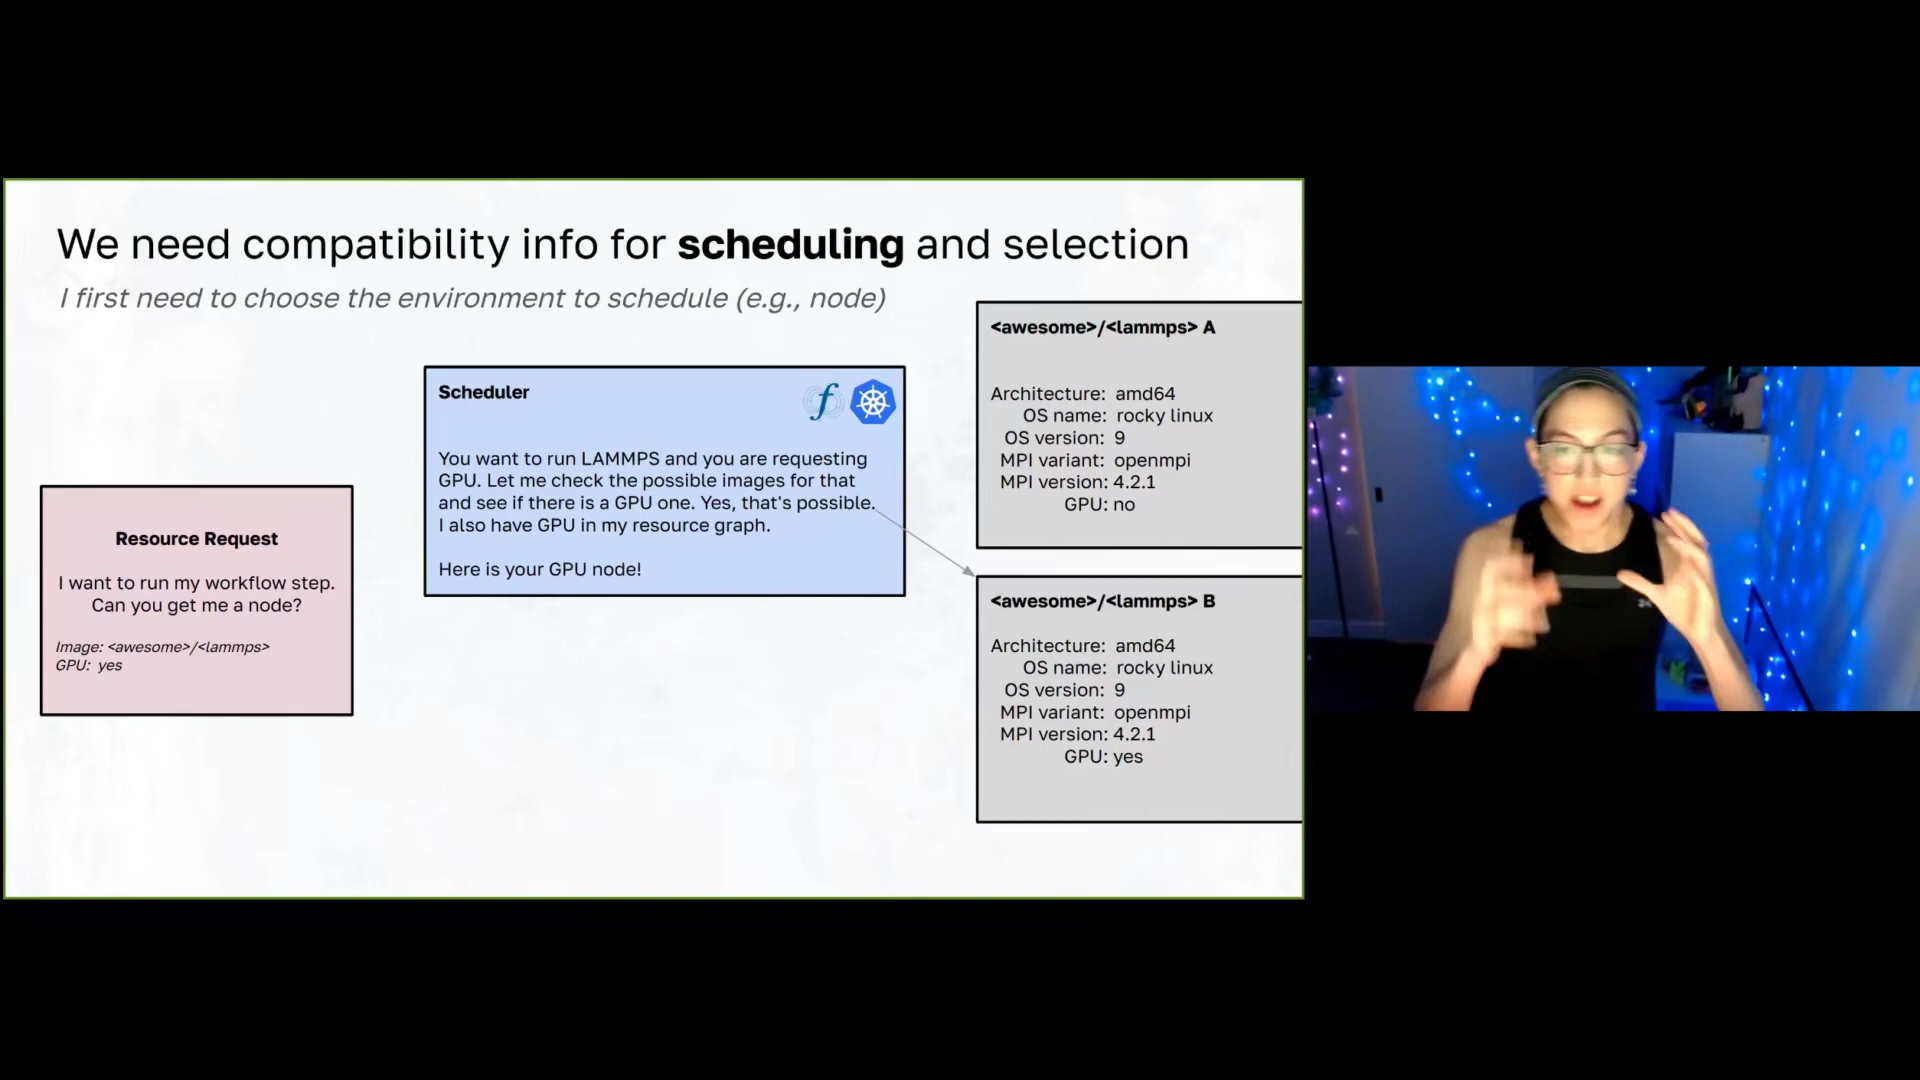 We need compatibility info for scheduling and selection
I first need to choose the environment to schedule (e.g., node)
Resource Request
I want to run my workflow step.
Can you get me a node?
Image: <awesome>/<lammps>
GPU: yes
Scheduler
You want to run LAMMPS and you are requesting
GPU. Let me check the possible images for that
and see if there is a GPU one. Yes, that's possible.
I also have GPU in my resource graph.
Here is your GPU node!
<awesome>/<lammps> A
Architecture: amd64
OS name: rocky linux
OS version: 9
MPI variant: openmpi
MPI version: 4.2.1
GPU: no
<awesome>/<lammps> B
Architecture: amd64
OS name: rocky linux
OS version: 9
MPI variant: openmpi
MPI version: 4.2.1
GPU: yes